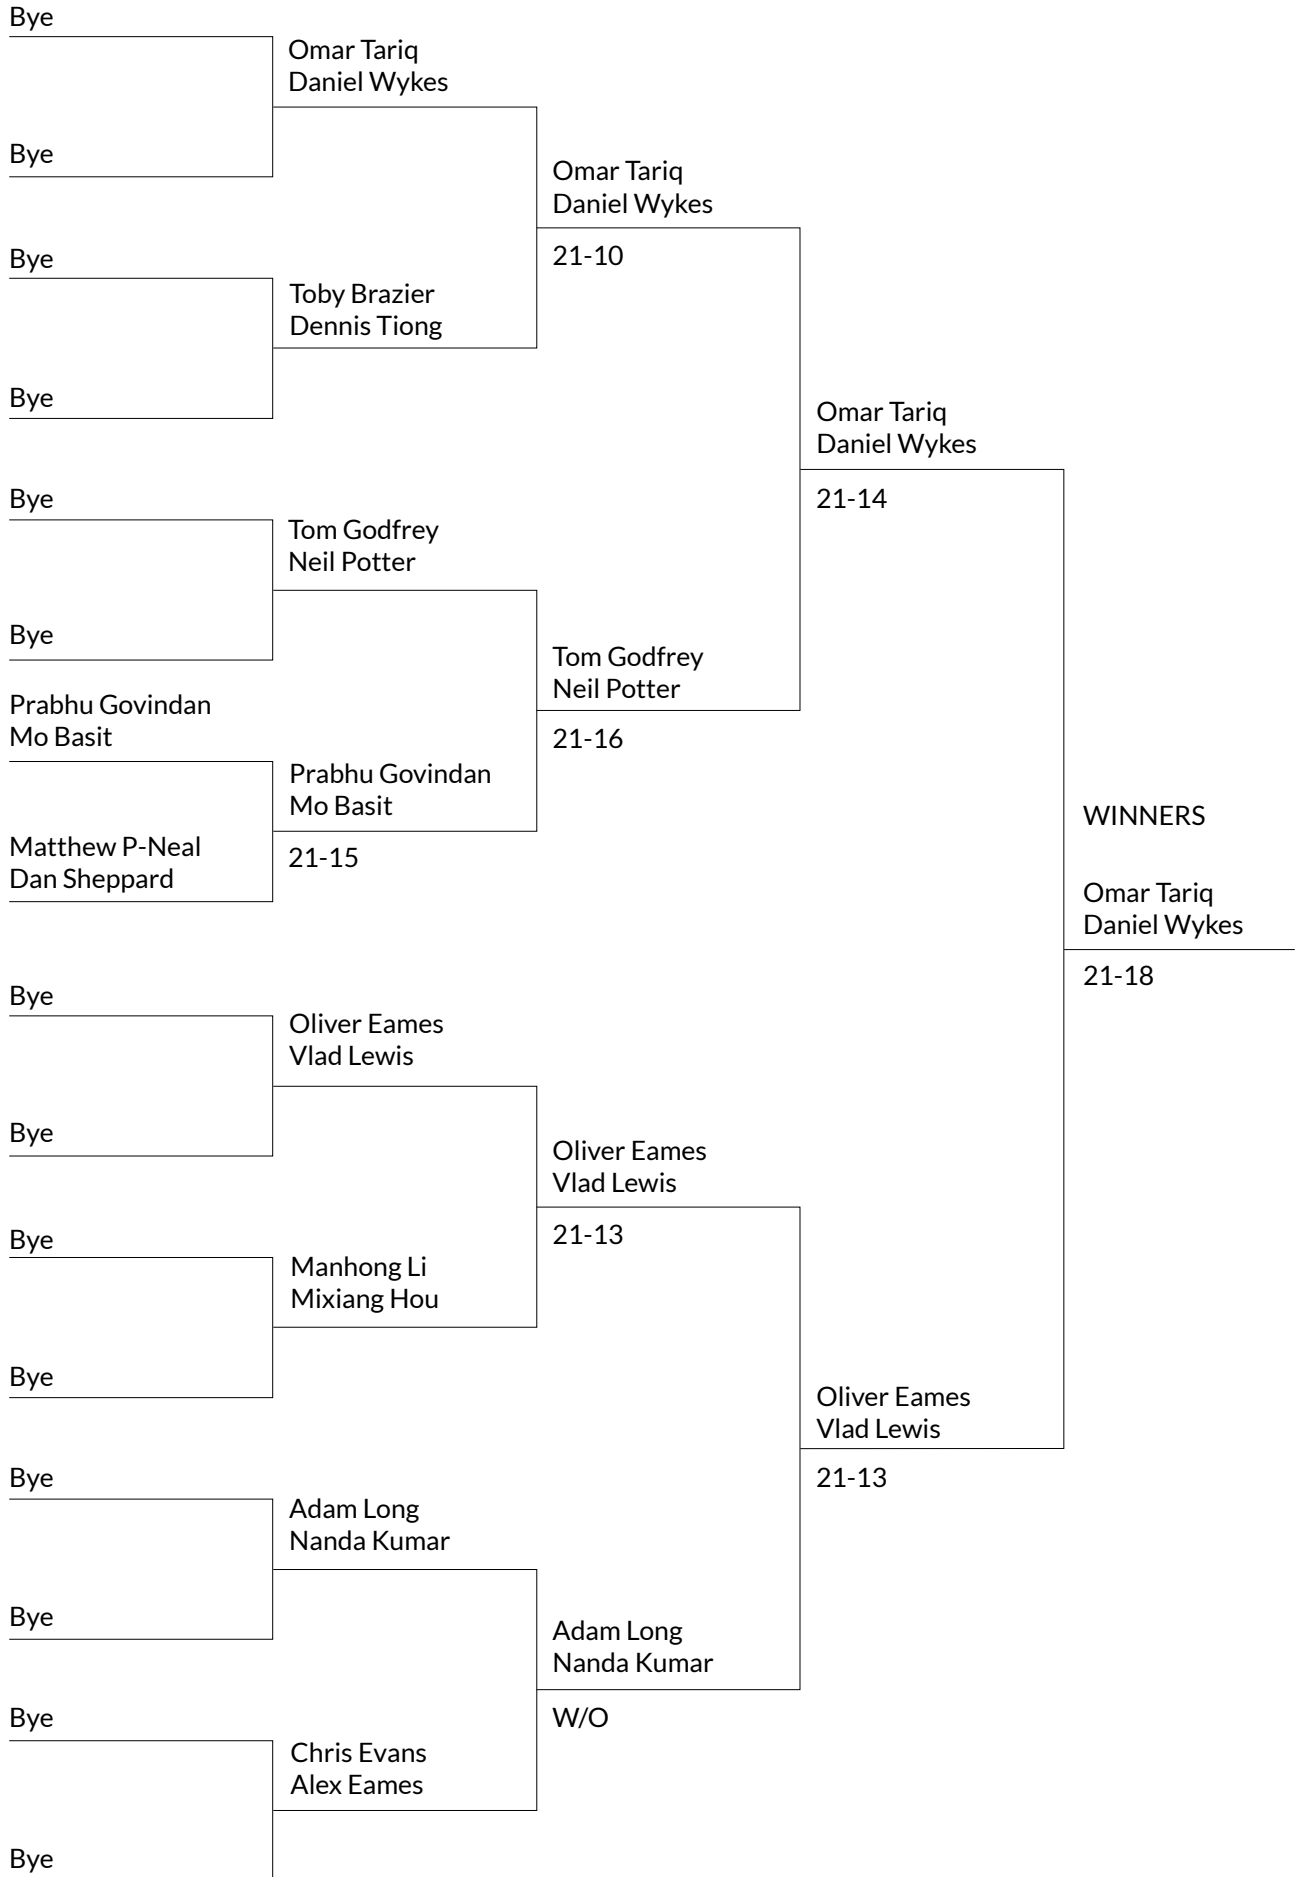 Bye
Omar Tariq
Daniel Wykes
Bye
Omar Tariq
Daniel Wykes
21-10
Bye
Toby Brazier
Dennis Tiong
Bye
Omar Tariq
Daniel Wykes
21-14
Bye
Tom Godfrey
Neil Potter
Bye
Tom Godfrey
Neil Potter
21-16
Prabhu Govindan
Mo Basit
Prabhu Govindan
Mo Basit
21-15
Matthew P-Neal
Dan Sheppard
WINNERS
Omar Tariq
Daniel Wykes
21-18
Bye
Oliver Eames
Vlad Lewis
Bye
Oliver Eames
Vlad Lewis
21-13
Bye
Manhong Li
Mixiang Hou
Bye
Oliver Eames
Vlad Lewis
21-13
Bye
Adam Long
Nanda Kumar
Bye
Adam Long
Nanda Kumar
W/O
Bye
Chris Evans
Alex Eames
Bye